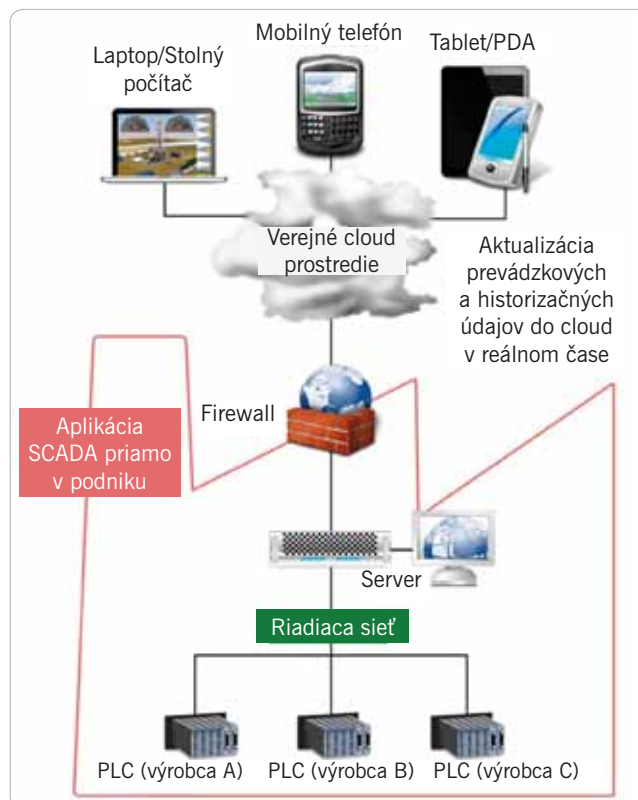 Mobilný telefón
Tablet/PDA
Laptop/Stolný
počítač
Verejné cloud
prostredie
Aktualizácia
prevádzkových
a historizačných
údajov do cloud
v reálnom čase
Firewall
Aplikácia
SCADA priamo
v podniku
Server
Riadiaca sieť
PLC (výrobca A)
PLC (výrobca B)
PLC (výrobca C)